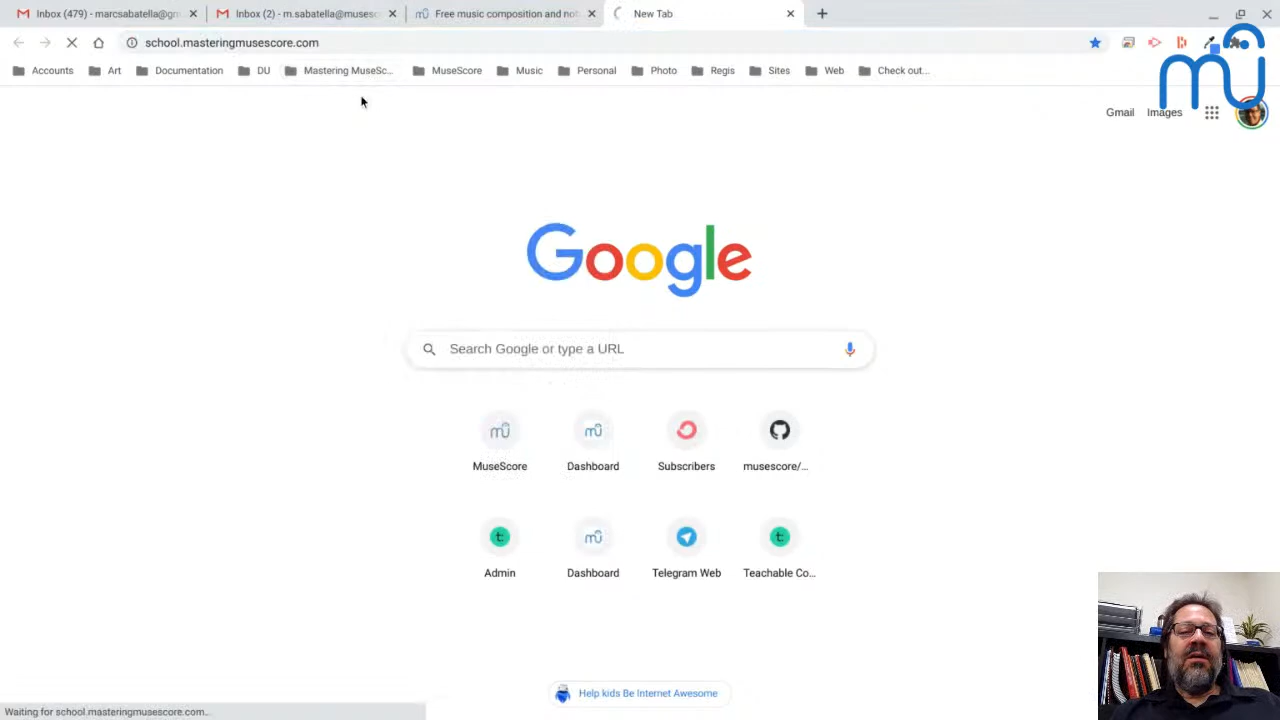 Inbox (479) - marcsabatella@gm
Inbox (2) - m.sabatella@musesc
Free music composition and not
New Tab
school.masteringmusescore.com
Accounts
Art
Documentation
DU
Mastering MuseSc...
MuseScore
Music
Personal
Photo
Regis
Sites
Web
Check out...
Gmail
Images
Google
Search Google or type a URL
MuseScore
Dashboard
Subscribers
musescore/...
Admin
Dashboard
Telegram Web
Teachable Co...
Help kids Be Internet Awesome
Waiting for school.masteringmusescore.com...